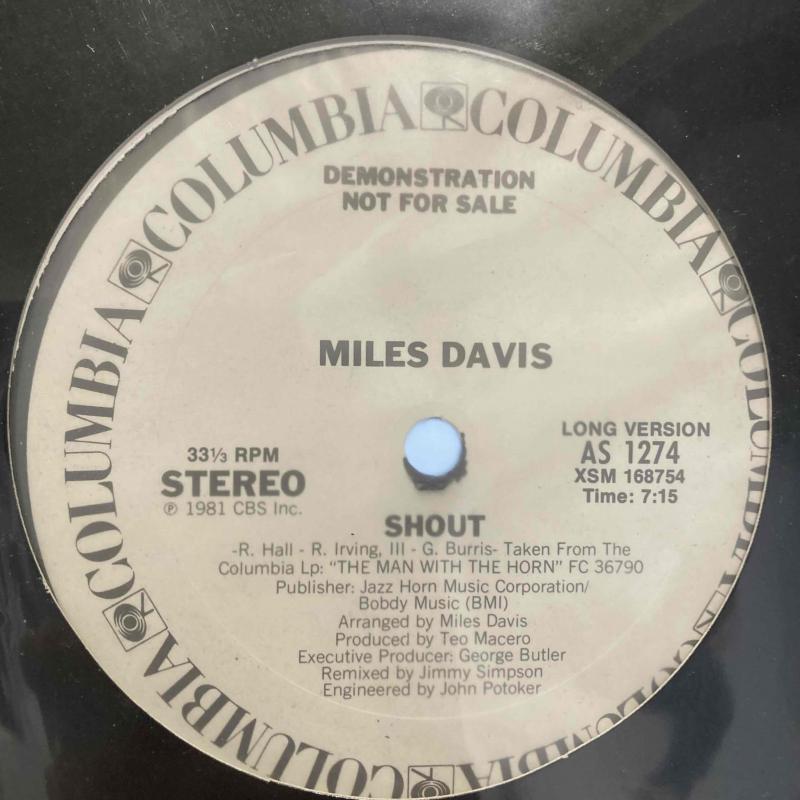 COLUMBIA COLUMBIA COLUMBIA COLUMBIA COLUMBIA COLUMBIA COLUMBIA
DEMONSTRATION
NOT FOR SALE
MILES DAVIS
33⅓ RPM
STEREO
℗ 1981 CBS Inc.
LONG VERSION
AS 1274
XSM 168754
Time: 7:15
SHOUT
-R. Hall - R. Irving, III - G. Burris- Taken From The
Columbia Lp: "THE MAN WITH THE HORN" FC 36790
Publisher: Jazz Horn Music Corporation/
Bobdy Music (BMI)
Arranged by Miles Davis
Produced by Teo Macero
Executive Producer: George Butler
Remixed by Jimmy Simpson
Engineered by John Potoker